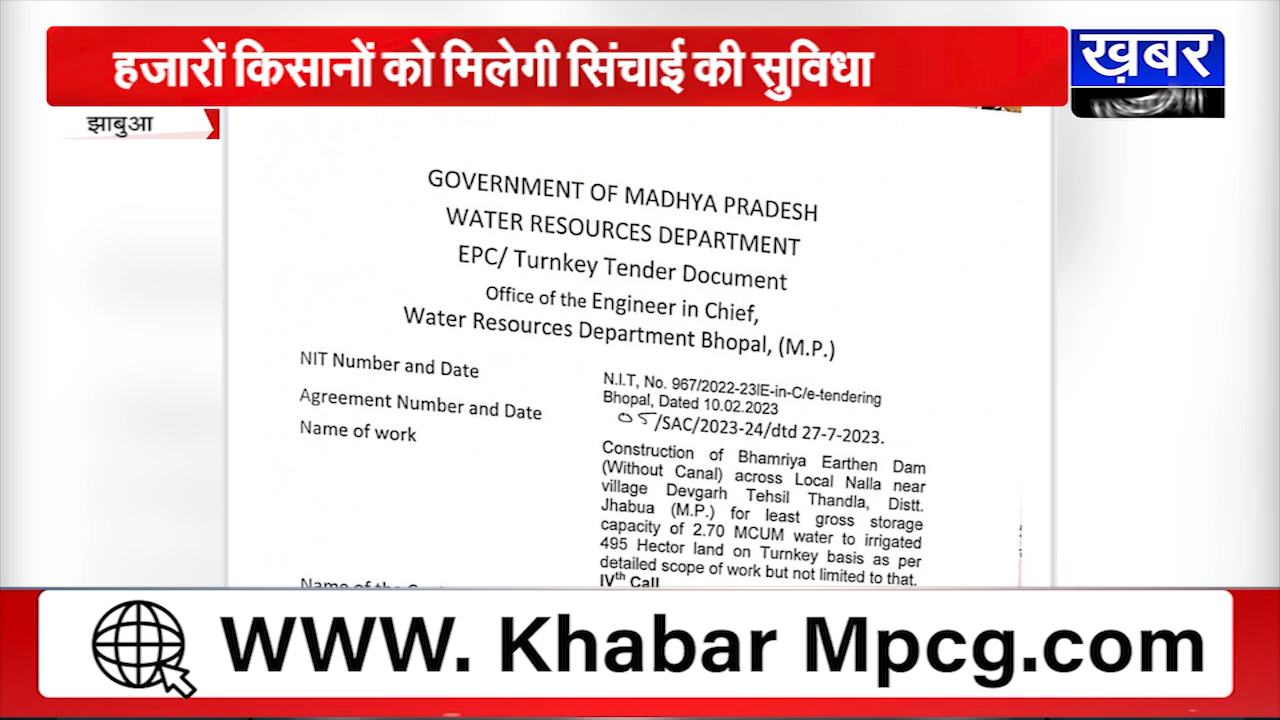 हजारों किसानों को मिलेगी सिंचाई की सुविधा
ख़बर
झाबुआ
GOVERNMENT OF MADHYA PRADESH
WATER RESOURCES DEPARTMENT
EPC/ Turnkey Tender Document
Office of the Engineer in Chief,
Water Resources Department Bhopal, (M.P.)
NIT Number and Date
N.I.T, No. 967/2022-23IE-in-C/e-tendering
Bhopal, Dated 10.02.2023
Agreement Number and Date
05/SAC/2023-24/dtd 27-7-2023.
Name of work
Construction of Bhamriya Earthen Dam
(Without Canal) across Local Nalla near
village Devgarh Tehsil Thandla, Distt.
Jhabua (M.P.) for least gross storage
capacity of 2.70 MCUM water to irrigated
495 Hector land on Turnkey basis as per
detailed scope of work but not limited to that.
IVth Call
Name of the
WWW. Khabar Mpcg.com